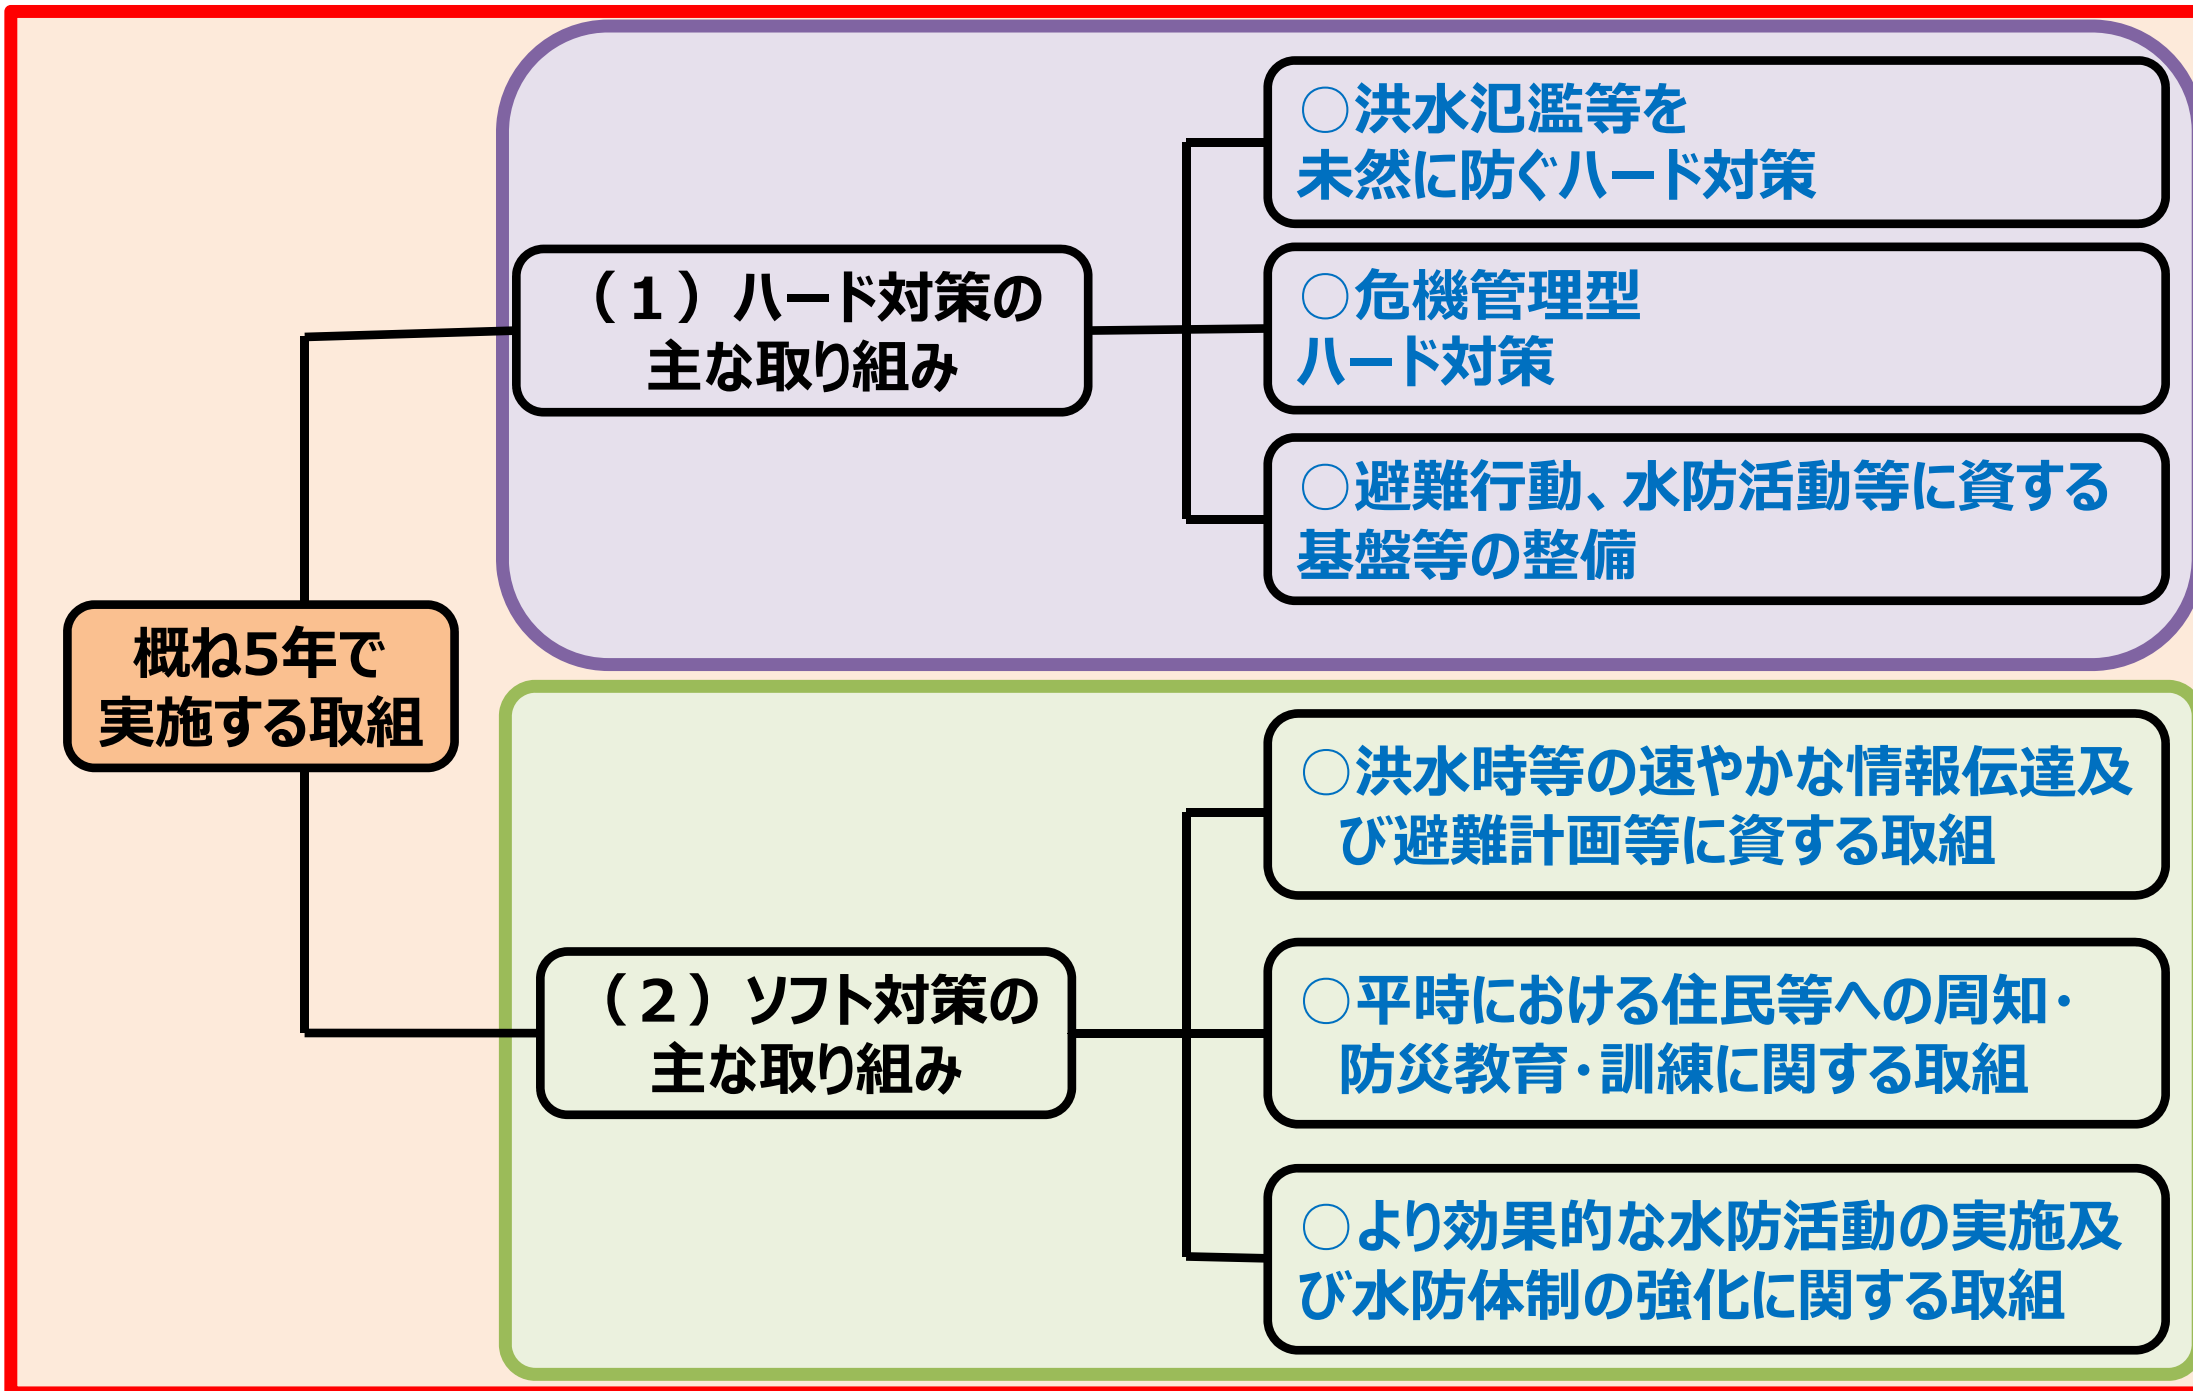 概ね5年で
実施する取組
（１）ハード対策の
主な取り組み
○洪水氾濫等を
未然に防ぐハード対策
○危機管理型
ハード対策
○避難行動、水防活動等に資する
基盤等の整備
（２）ソフト対策の
主な取り組み
○洪水時等の速やかな情報伝達及
び避難計画等に資する取組
○平時における住民等への周知・
防災教育・訓練に関する取組
○より効果的な水防活動の実施及
び水防体制の強化に関する取組